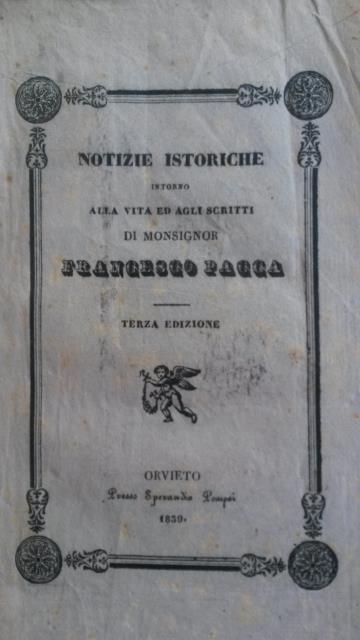 NOTIZIE ISTORICHE
INTORNO
ALLA VITA ED AGLI SCRITTI
DI MONSIGNOR
FRANCESCO PACCA
TERZA EDIZIONE
ORVIETO
Presso Sperandio Pompei
1839.